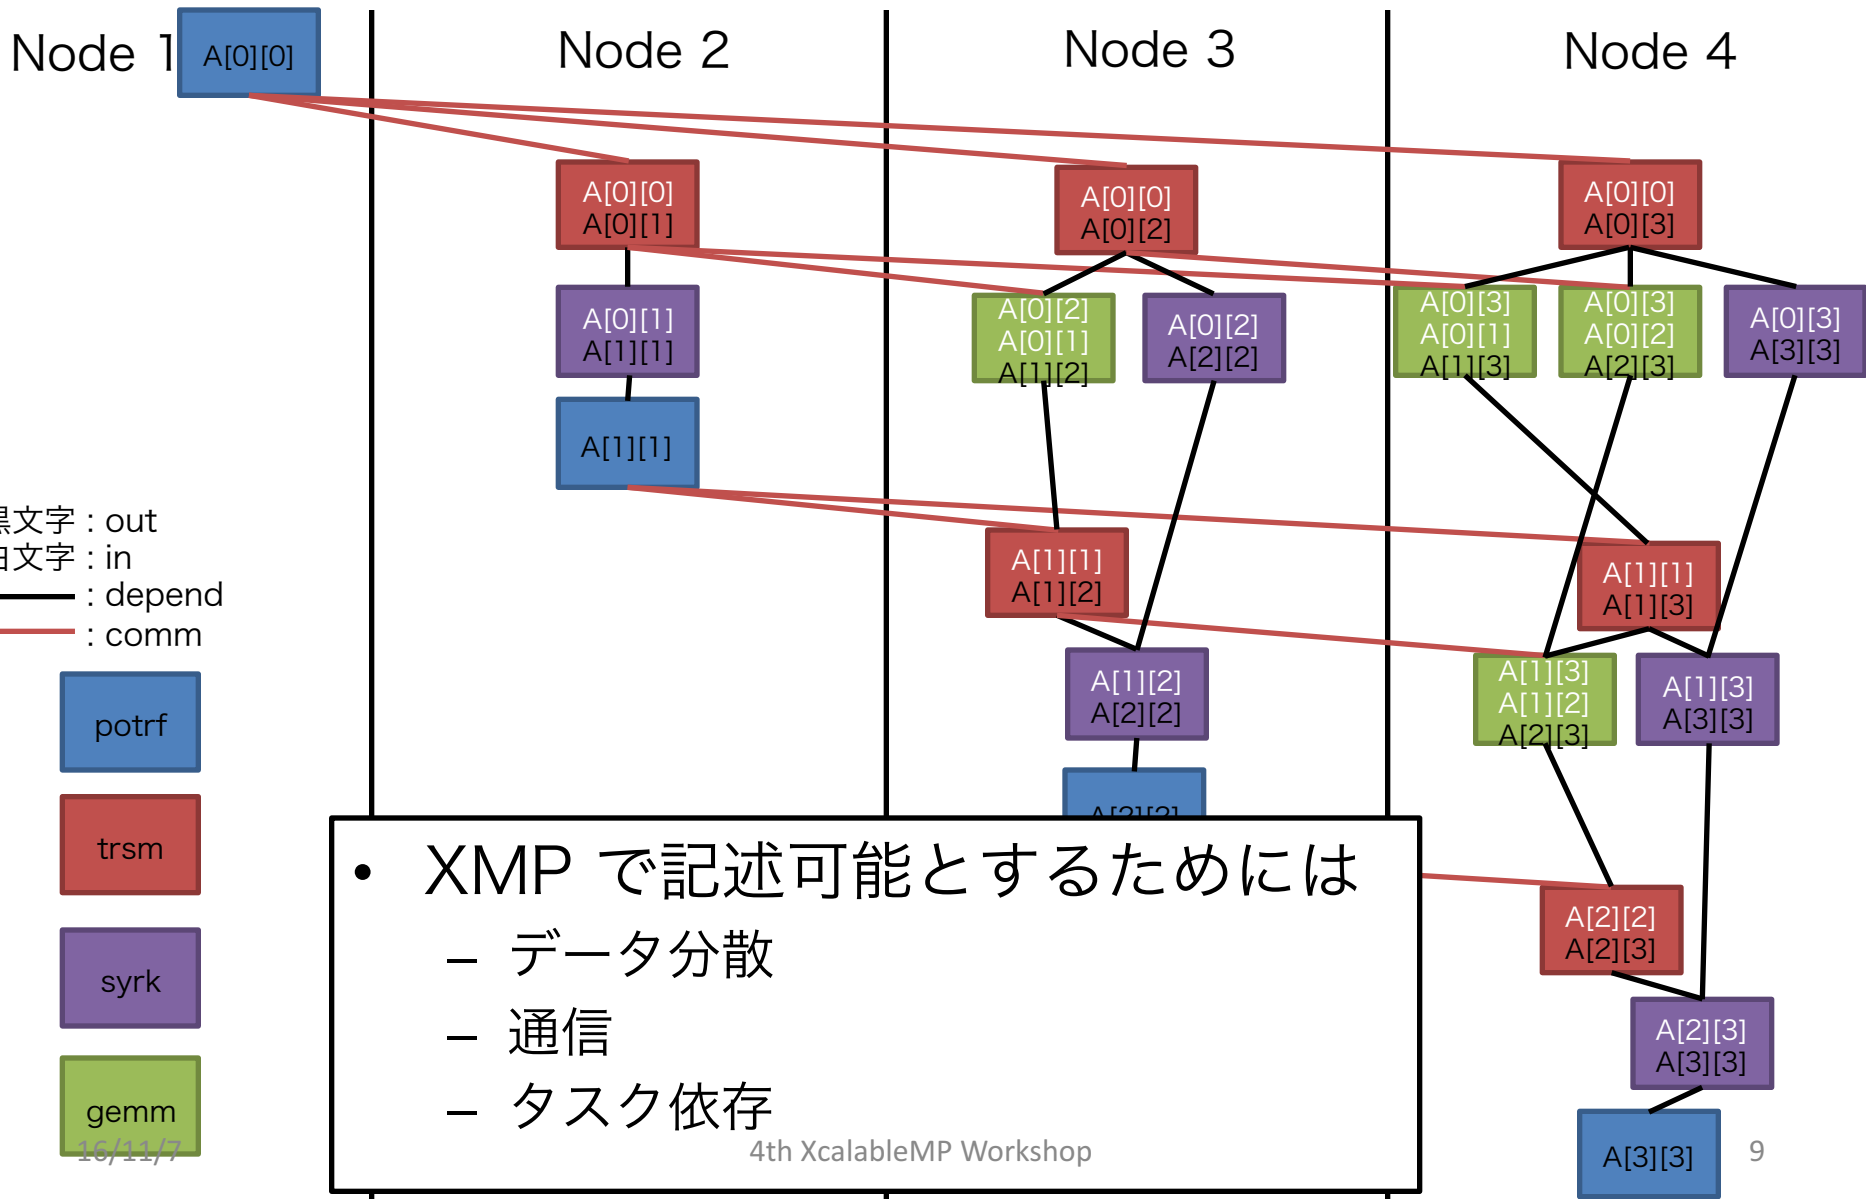 Node 1
A[0][0]
Node 2
Node 3
Node 4
A[0][0]
A[0][1]
A[0][0]
A[0][2]
A[0][0]
A[0][3]
A[0][1]
A[1][1]
A[0][2]
A[0][1]
A[1][2]
A[0][2]
A[2][2]
A[0][3]
A[0][1]
A[1][3]
A[0][3]
A[0][2]
A[2][3]
A[0][3]
A[3][3]
A[1][1]
黒文字 : out
白文字 : in
: depend
: comm
A[1][1]
A[1][2]
A[1][1]
A[1][3]
A[1][2]
A[2][2]
A[1][3]
A[1][2]
A[2][3]
A[1][3]
A[3][3]
potrf
A[2][2]
trsm
• XMP で記述可能とするためには
– データ分散
– 通信
– タスク依存
A[2][2]
A[2][3]
syrk
A[2][3]
A[3][3]
gemm
A[3][3]
16/11/7
4th XcalableMP Workshop
9